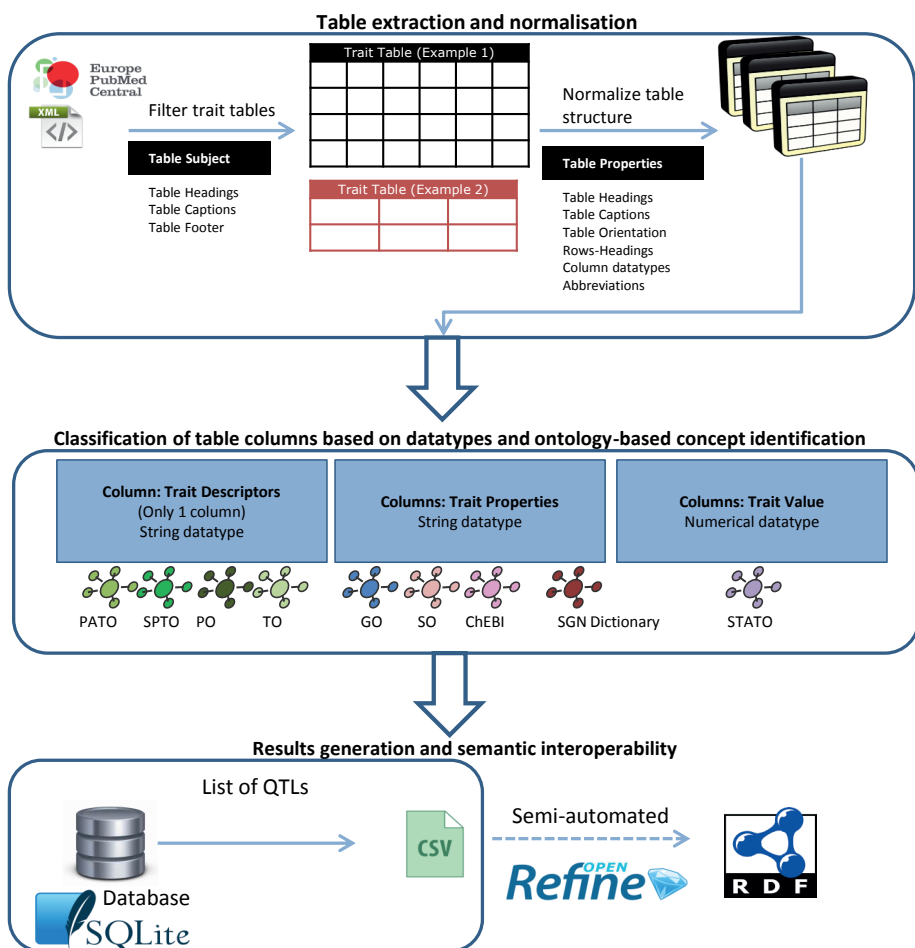 Table extraction and normalisation
Europe
PubMed
Central
XML
</>
Filter trait tables
Table Subject
Table Headings
Table Captions
Table Footer
Trait Table (Example 1)
Trait Table (Example 2)
Normalize table
structure
Table Properties
Table Headings
Table Captions
Table Orientation
Rows-Headings
Column datatypes
Abbreviations
Classification of table columns based on datatypes and ontology-based concept identification
Column: Trait Descriptors
(Only 1 column)
String datatype
Columns: Trait Properties
String datatype
Columns: Trait Value
Numerical datatype
PATO SPTO PO TO GO SO ChEBI SGN Dictionary STATO
Results generation and semantic interoperability
List of QTLs
Database
SQLite
CSV
Semi-automated
OPEN
Refine
RDF